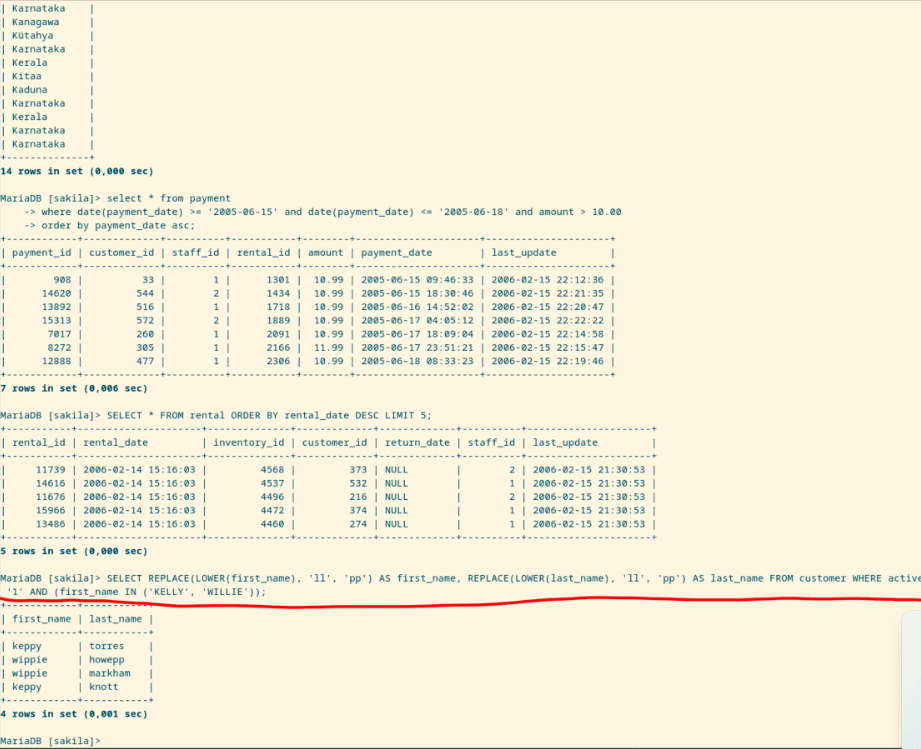 | Karnataka    |
| Kanagawa     |
| Kütahya      |
| Karnataka    |
| Kerala       |
| Kitaa        |
| Kaduna       |
| Karnataka    |
| Kerala       |
| Karnataka    |
| Karnataka    |
+--------------+
14 rows in set (0,000 sec)
MariaDB [sakila]> select * from payment
    -> where date(payment_date) >= '2005-06-15' and date(payment_date) <= '2005-06-18' and amount > 10.00
    -> order by payment_date asc;
+------------+-------------+----------+-----------+--------+---------------------+---------------------+
| payment_id | customer_id | staff_id | rental_id | amount | payment_date        | last_update         |
+------------+-------------+----------+-----------+--------+---------------------+---------------------+
|        908 |          33 |        1 |      1301 |  10.99 | 2005-06-15 09:46:33 | 2006-02-15 22:12:36 |
|      14620 |         544 |        2 |      1434 |  10.99 | 2005-06-15 18:30:46 | 2006-02-15 22:21:35 |
|      13892 |         516 |        1 |      1718 |  10.99 | 2005-06-16 14:52:02 | 2006-02-15 22:20:47 |
|      15313 |         572 |        2 |      1889 |  10.99 | 2005-06-17 04:05:12 | 2006-02-15 22:22:22 |
|       7017 |         260 |        1 |      2091 |  10.99 | 2005-06-17 18:09:04 | 2006-02-15 22:14:58 |
|       8272 |         305 |        1 |      2166 |  11.99 | 2005-06-17 23:51:21 | 2006-02-15 22:15:47 |
|      12888 |         477 |        1 |      2306 |  10.99 | 2005-06-18 08:33:23 | 2006-02-15 22:19:46 |
+------------+-------------+----------+-----------+--------+---------------------+---------------------+
7 rows in set (0,006 sec)
MariaDB [sakila]> SELECT * FROM rental ORDER BY rental_date DESC LIMIT 5;
+-----------+---------------------+--------------+-------------+-------------+----------+---------------------+
| rental_id | rental_date         | inventory_id | customer_id | return_date | staff_id | last_update         |
+-----------+---------------------+--------------+-------------+-------------+----------+---------------------+
|     11739 | 2006-02-14 15:16:03 |         4568 |         373 | NULL        |        2 | 2006-02-15 21:30:53 |
|     14616 | 2006-02-14 15:16:03 |         4537 |         532 | NULL        |        1 | 2006-02-15 21:30:53 |
|     11676 | 2006-02-14 15:16:03 |         4496 |         216 | NULL        |        2 | 2006-02-15 21:30:53 |
|     15966 | 2006-02-14 15:16:03 |         4472 |         374 | NULL        |        1 | 2006-02-15 21:30:53 |
|     13486 | 2006-02-14 15:16:03 |         4460 |         274 | NULL        |        1 | 2006-02-15 21:30:53 |
+-----------+---------------------+--------------+-------------+-------------+----------+---------------------+
5 rows in set (0,000 sec)
MariaDB [sakila]> SELECT REPLACE(LOWER(first_name), 'll', 'pp') AS first_name, REPLACE(LOWER(last_name), 'll', 'pp') AS last_name FROM customer WHERE active
 '1' AND (first_name IN ('KELLY', 'WILLIE'));
+------------+-----------+
| first_name | last_name |
+------------+-----------+
| keppy      | torres    |
| wippie     | howepp    |
| wippie     | markham   |
| keppy      | knott     |
+------------+-----------+
4 rows in set (0,001 sec)
MariaDB [sakila]>